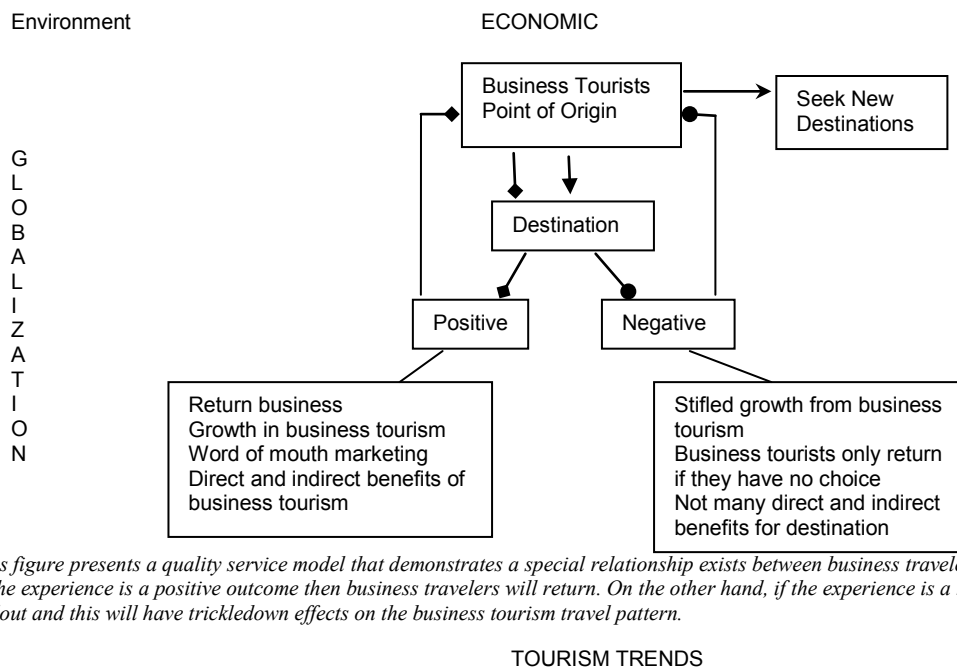 Environment
ECONOMIC
Business Tourists
Point of Origin
Seek New
Destinations
G
L
O
B
A
L
I
Z
A
T
I
O
N
Destination
Positive
Negative
Return business
Growth in business tourism
Word of mouth marketing
Direct and indirect benefits of
business tourism
Stifled growth from business
tourism
Business tourists only return
if they have no choice
Not many direct and indirect
benefits for destination
figure presents a quality service model that demonstrates a special relationship exists between business
experience is a positive outcome then business travelers will return. On the other hand, if the experience is a
out and this will have trickledown effects on the business tourism travel pattern.
TOURISM TRENDS